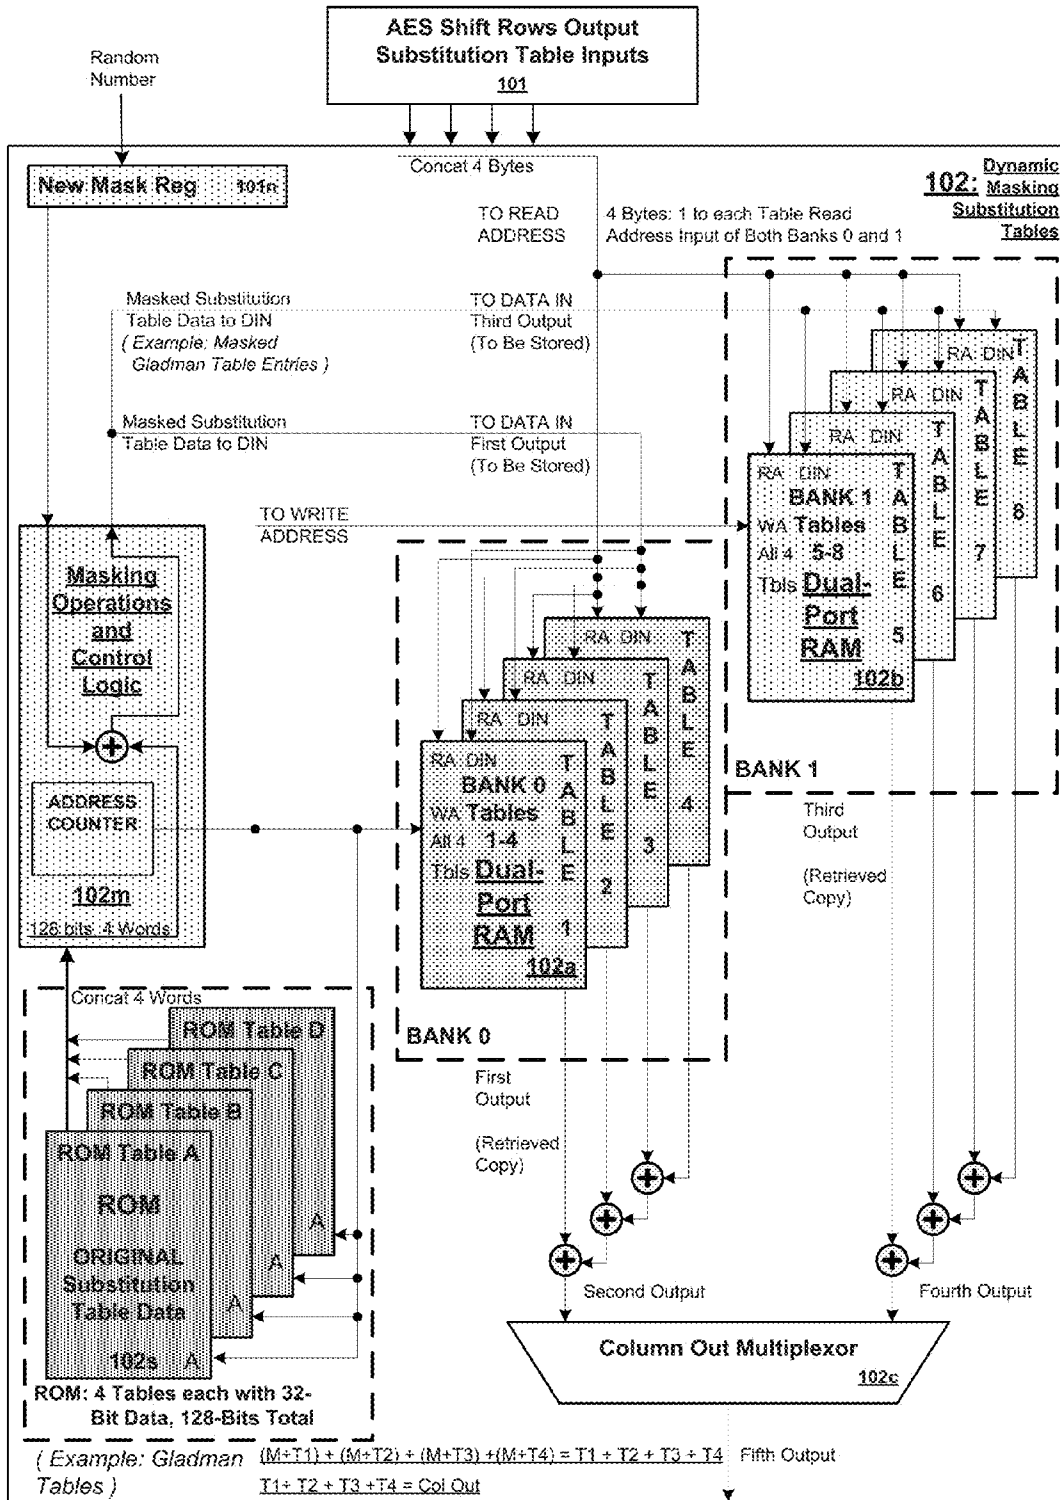 AES Shift Rows Output
Substitution Table Inputs
101
Random
Number
Concat 4 Bytes
New Mask Reg 101n
102: Dynamic
Masking
Substitution
Tables
TO READ
ADDRESS
4 Bytes: 1 to each Table Read
Address Input of Both Banks 0 and 1
Masked Substitution
Table Data to DIN
( Example: Masked
Gladman Table Entries )
TO DATA IN
Third Output
(To Be Stored)
Masked Substitution
Table Data to DIN
TO DATA IN
First Output
(To Be Stored)
TO WRITE
ADDRESS
RA DIN
TABLE 8
RA DIN
TABLE 7
RA DIN
TABLE 6
RA DIN
TABLE 5
BANK 1
WA Tables
All 4 5-8
Tbls Dual-
Port
RAM
102b
BANK 1
Masking
Operations
and
Control
Logic
ADDRESS
COUNTER
102m
128 bits 4 Words
RA DIN
TABLE 4
RA DIN
TABLE 3
RA DIN
TABLE 2
RA DIN
TABLE 1
BANK 0
WA Tables
All 4 1-4
Tbls Dual-
Port
RAM
102a
BANK 0
Third
Output
(Retrieved
Copy)
First
Output
(Retrieved
Copy)
Concat 4 Words
ROM Table D
A
ROM Table C
A
ROM Table B
A
ROM Table A
ROM
ORIGINAL
Substitution
Table Data
102s A
ROM: 4 Tables each with 32-
Bit Data, 128-Bits Total
Second Output
Fourth Output
Column Out Multiplexor
102c
( Example: Gladman
Tables )
(M+T1) + (M+T2) + (M+T3) +(M+T4) = T1 + T2 + T3 + T4
T1+ T2 + T3 +T4 = Col Out
Fifth Output